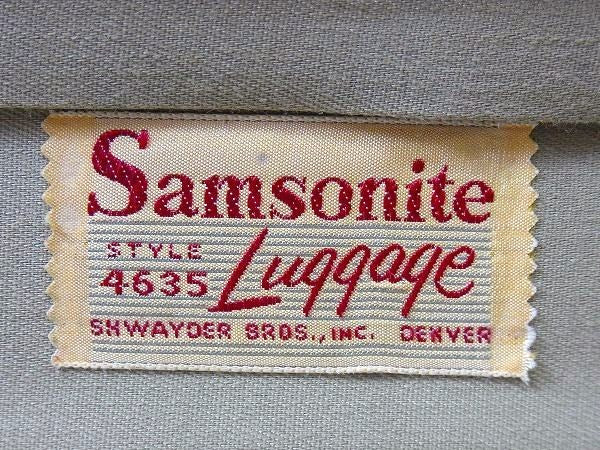 Samsonite
STYLE
4635 Luggage
SHWAYDER BROS., INC. DENVER